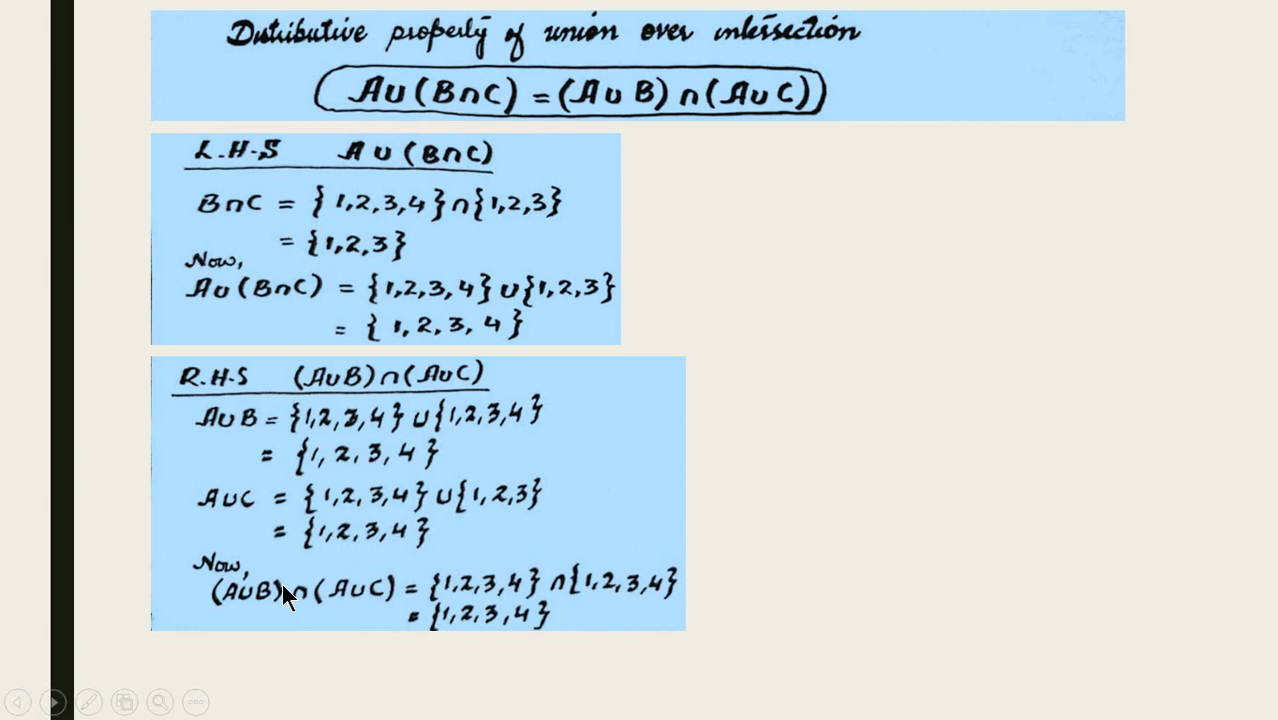 Distributive property of union over intersection
A∪(B∩C) = (A∪B)∩(A∪C)
L.H.S A∪(B∩C)
B∩C = {1,2,3,4}∩{1,2,3}
= {1,2,3}
Now,
A∪(B∩C) = {1,2,3,4}∪{1,2,3}
= {1,2,3,4}
R.H.S (A∪B)∩(A∪C)
A∪B = {1,2,3,4}∪{1,2,3,4}
= {1,2,3,4}
A∪C = {1,2,3,4}∪{1,2,3}
= {1,2,3,4}
Now,
(A∪B)∩(A∪C) = {1,2,3,4}∩{1,2,3,4}
= {1,2,3,4}